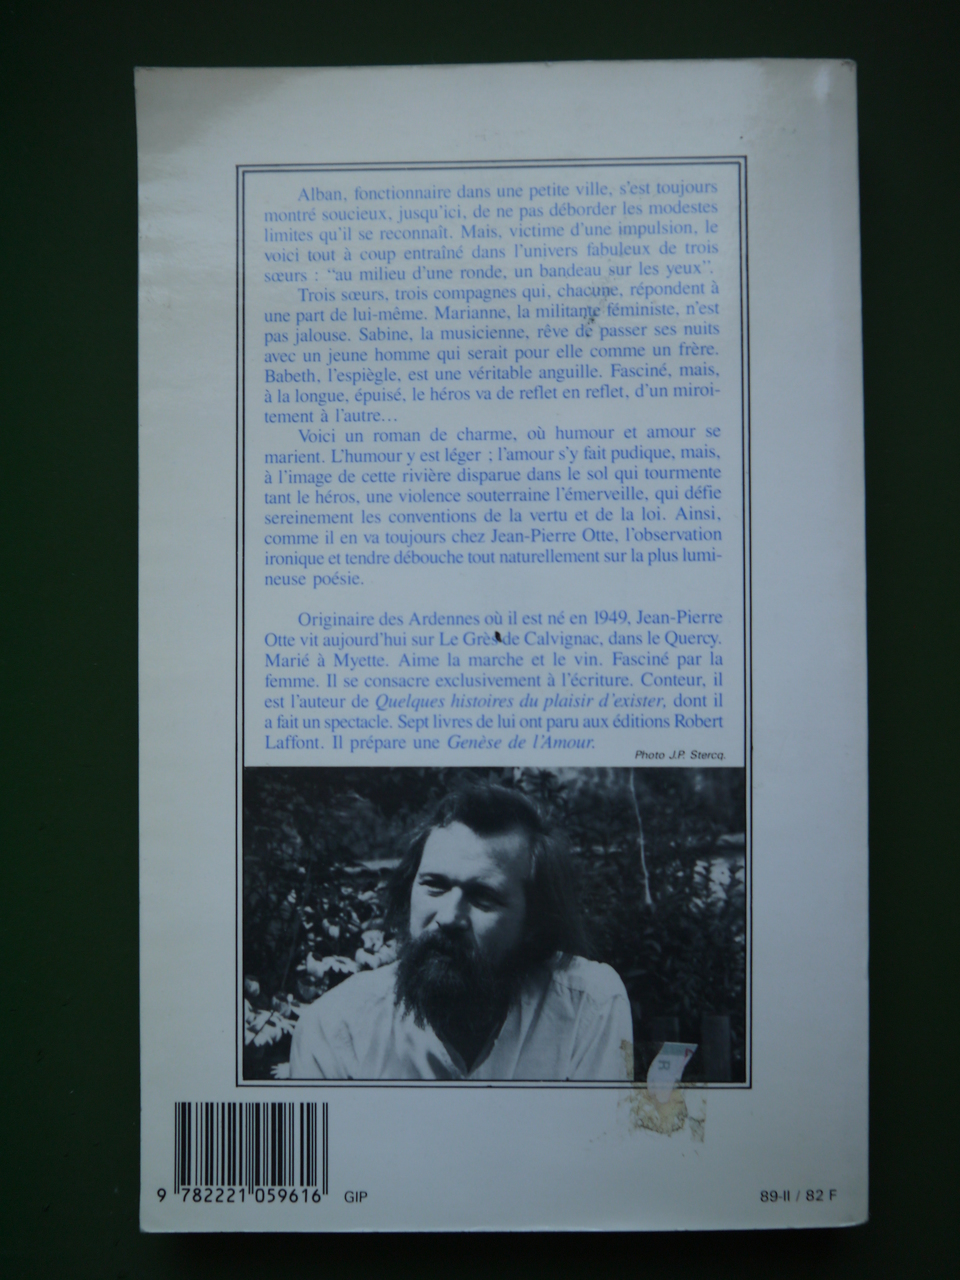 Alban, fonctionnaire dans une petite ville, s'est toujours
montré soucieux, jusqu'ici, de ne pas déborder les modestes
limites qu'il se reconnaît. Mais, victime d'une impulsion, le
voici tout à coup entraîné dans l'univers fabuleux de trois
sœurs : "au milieu d'une ronde, un bandeau sur les yeux".
Trois sœurs, trois compagnes qui, chacune, répondent à
une part de lui-même. Marianne, la militante féministe, n'est
pas jalouse. Sabine, la musicienne, rêve de passer ses nuits
avec un jeune homme qui serait pour elle comme un frère.
Babeth, l'espiègle, est une véritable anguille. Fasciné, mais,
à la longue, épuisé, le héros va de reflet en reflet, d'un miroi-
tement à l'autre...
Voici un roman de charme, où humour et amour se
marient. L'humour y est léger ; l'amour s'y fait pudique, mais,
à l'image de cette rivière disparue dans le sol qui tourmente
tant le héros, une violence souterraine l'émerveille, qui défie
sereinement les conventions de la vertu et de la loi. Ainsi,
comme il en va toujours chez Jean-Pierre Otte, l'observation
ironique et tendre débouche tout naturellement sur la plus lumi-
neuse poésie.
Originaire des Ardennes où il est né en 1949, Jean-Pierre
Otte vit aujourd'hui sur Le Grès de Calvignac, dans le Quercy.
Marié à Myette. Aime la marche et le vin. Fasciné par la
femme. Il se consacre exclusivement à l'écriture. Conteur, il
est l'auteur de Quelques histoires du plaisir d'exister, dont il
a fait un spectacle. Sept livres de lui ont paru aux éditions Robert
Laffont. Il prépare une Genèse de l'Amour.
Photo J.P. Stercq.
R
9 782221 059616 GIP
89-II / 82 F